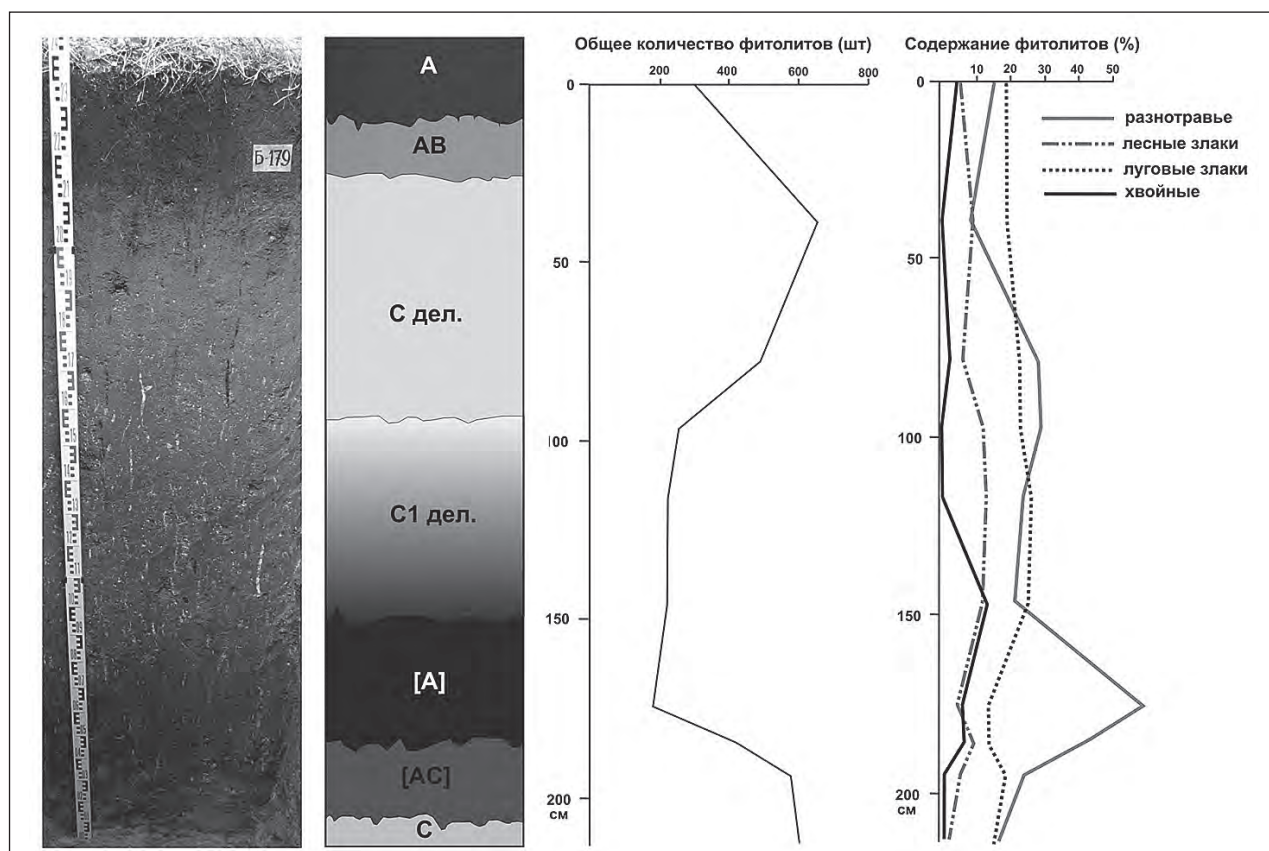 Б-179
A
AB
C дел.
C1 дел.
[A]
[AC]
C
Общее количество фитолитов (шт)
200 400 600 800
0
50
100
150
200
см
Содержание фитолитов (%)
10 20 30 40 50
0
50
100
150
200
см
разнотравье
лесные злаки
луговые злаки
хвойные